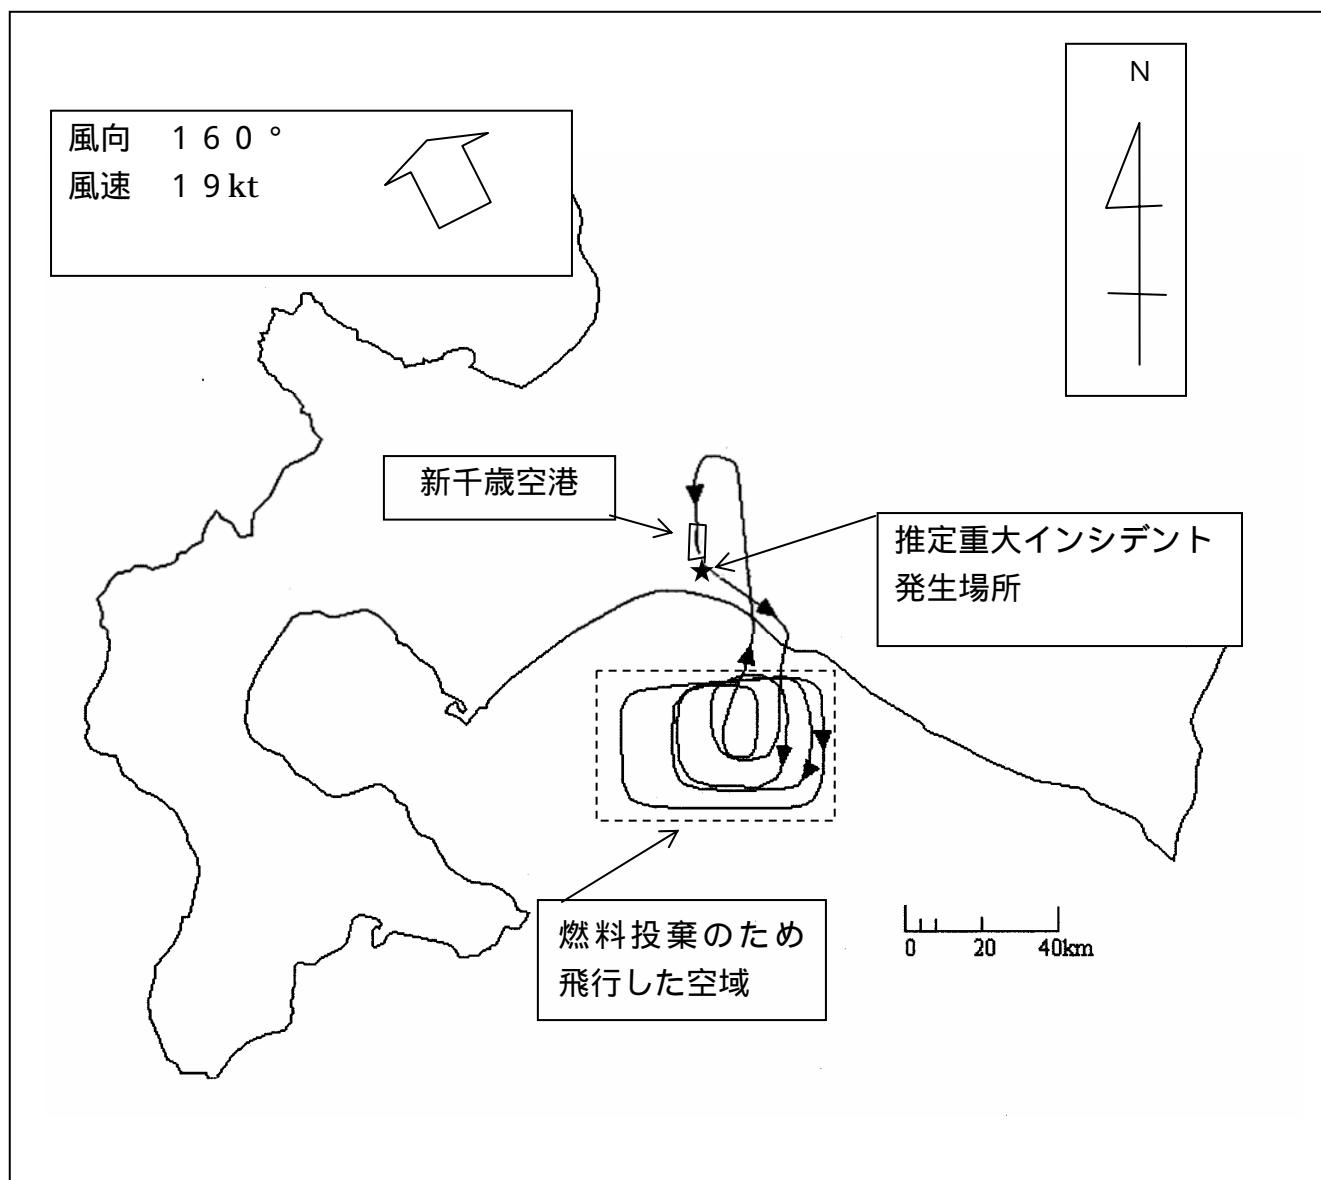 N
風向 160°
風速 19kt
新千歳空港
推定重大インシデント
発生場所
燃料投棄のため
飛行した空域
0 20 40km